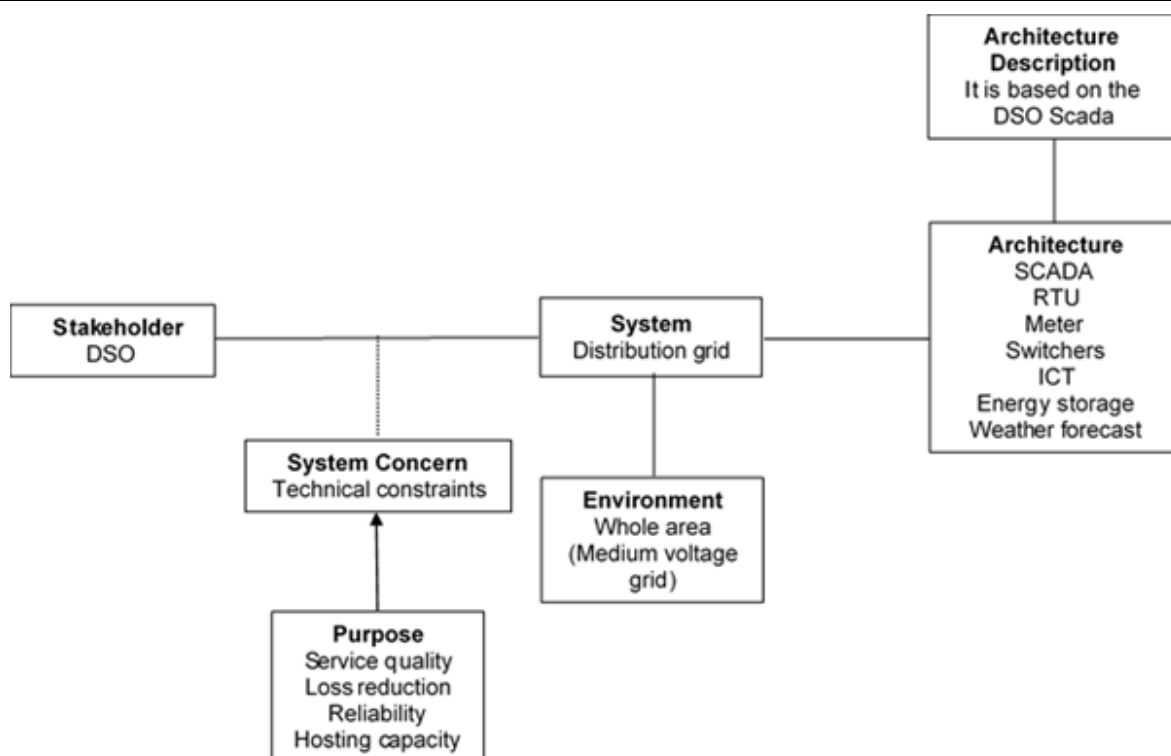 Architecture
Description
It is based on the
DSO Scada
Architecture
SCADA
RTU
Meter
Switchers
ICT
Energy storage
Weather forecast
Stakeholder
DSO
System
Distribution grid
System Concern
Technical constraints
Environment
Whole area
(Medium voltage
grid)
Purpose
Service quality
Loss reduction
Reliability
Hosting capacity